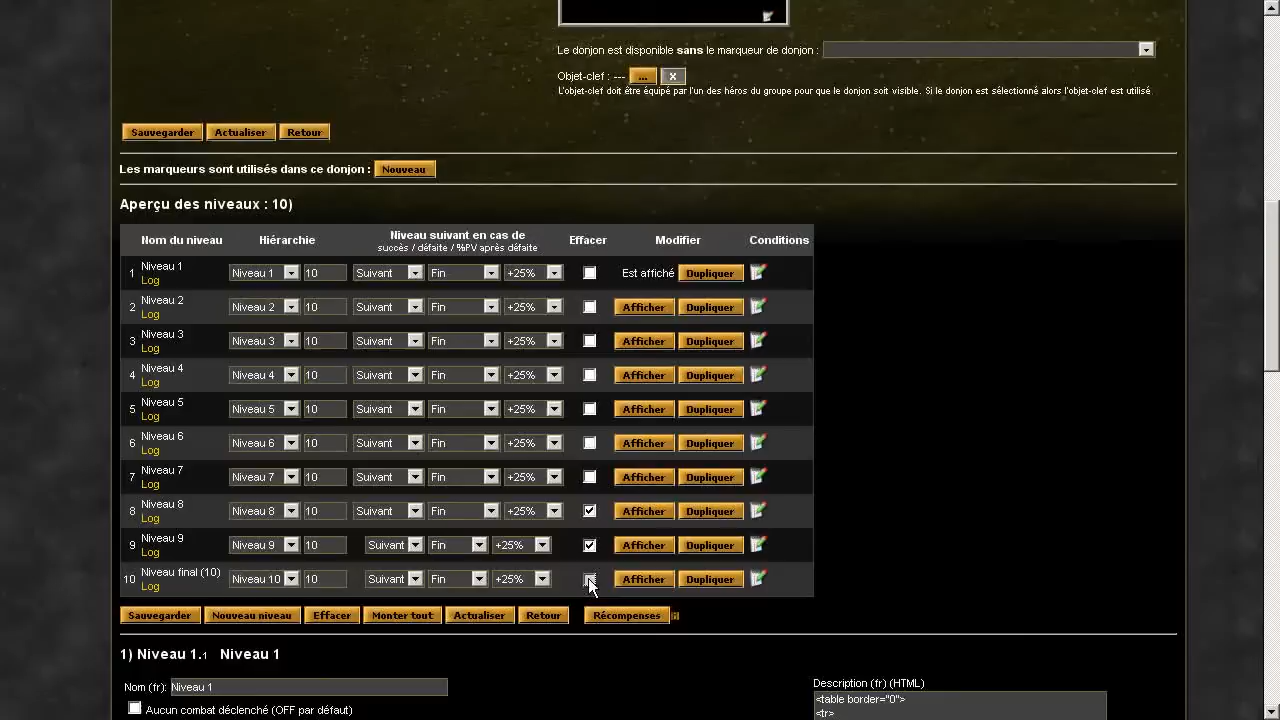 Le donjon est disponible sans le marqueur de donjon :
Objet-clef : --- ... x
L'objet-clef doit être équipé par l'un des héros du groupe pour que le donjon soit visible. Si le donjon est sélectionné alors l'objet-clef est utilisé
Sauvegarder Actualiser Retour
Les marqueurs sont utilisés dans ce donjon : Nouveau
Aperçu des niveaux : 10)
Nom du niveau Hiérarchie Niveau suivant en cas de Effacer Modifier Conditions
succès / défaite / %PV après défaite
1 Niveau 1 Niveau 1 10 Suivant Fin +25% Est affiché Dupliquer
Log
2 Niveau 2 Niveau 2 10 Suivant Fin +25% Afficher Dupliquer
Log
3 Niveau 3 Niveau 3 10 Suivant Fin +25% Afficher Dupliquer
Log
4 Niveau 4 Niveau 4 10 Suivant Fin +25% Afficher Dupliquer
Log
5 Niveau 5 Niveau 5 10 Suivant Fin +25% Afficher Dupliquer
Log
6 Niveau 6 Niveau 6 10 Suivant Fin +25% Afficher Dupliquer
Log
7 Niveau 7 Niveau 7 10 Suivant Fin +25% Afficher Dupliquer
Log
8 Niveau 8 Niveau 8 10 Suivant Fin +25% Afficher Dupliquer
Log
9 Niveau 9 Niveau 9 10 Suivant Fin +25% Afficher Dupliquer
Log
10 Niveau final (10) Niveau 10 10 Suivant Fin +25% Afficher Dupliquer
Log
Sauvegarder Nouveau niveau Effacer Monter tout Actualiser Retour Récompenses
1) Niveau 1.1 Niveau 1
Nom (fr): Niveau 1
Aucun combat déclenché (OFF par défaut)
Description (fr) (HTML)
<table border="0">
<tr>